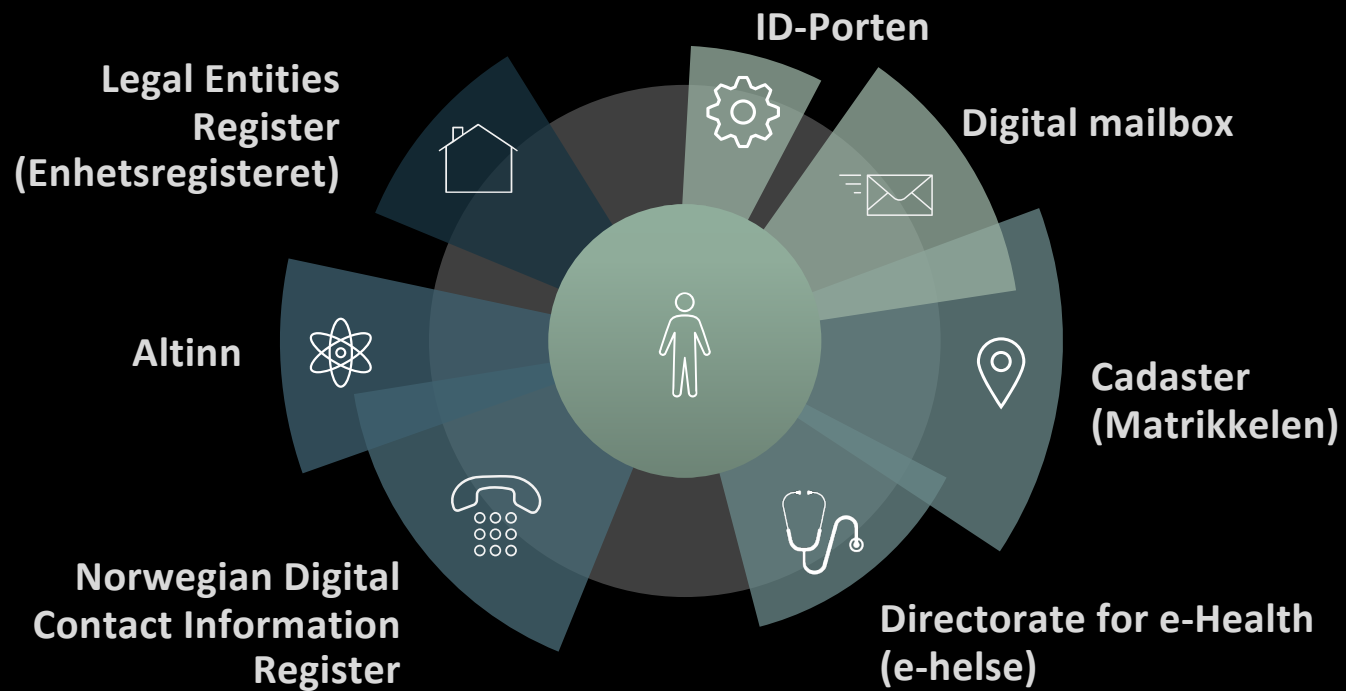 ID-Porten
Legal Entities
Register
(Enhetsregisteret)
Digital mailbox
Altinn
Cadaster
(Matrikkelen)
Norwegian Digital
Contact Information
Register
Directorate for e-Health
(e-helse)